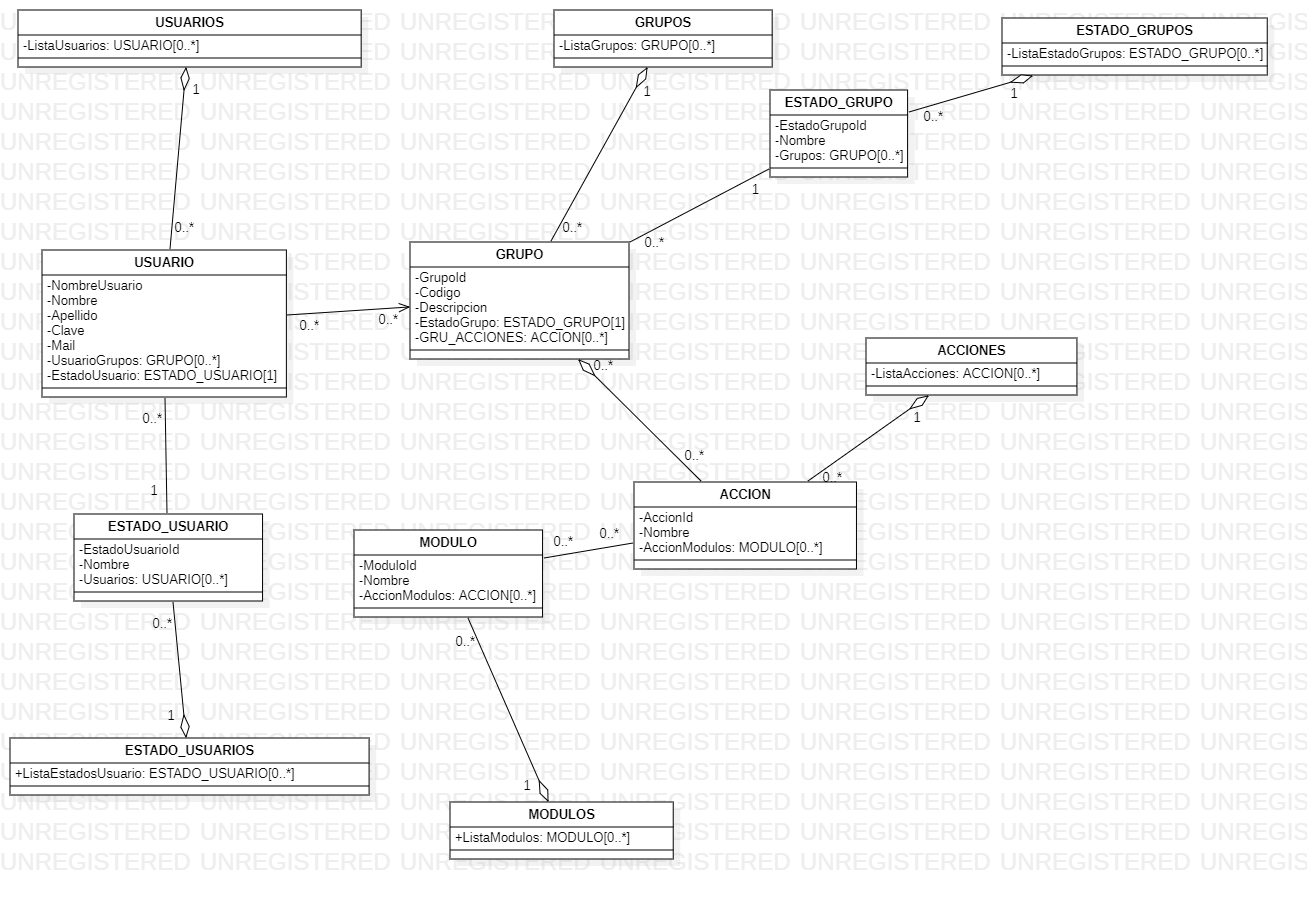 USUARIOS
-ListaUsuarios: USUARIO[0..*]
1
0..*
GRUPOS
-ListaGrupos: GRUPO[0..*]
1
0..*
ESTADO_GRUPOS
-ListaEstadoGrupos: ESTADO_GRUPO[0..*]
1
0..*
ESTADO_GRUPO
-EstadoGrupoId
-Nombre
-Grupos: GRUPO[0..*]
1
0..*
USUARIO
-NombreUsuario
-Nombre
-Apellido
-Clave
-Mail
-UsuarioGrupos: GRUPO[0..*]
-EstadoUsuario: ESTADO_USUARIO[1]
0..*
0..*
GRUPO
-GrupoId
-Codigo
-Descripcion
-EstadoGrupo: ESTADO_GRUPO[1]
-GRU_ACCIONES: ACCION[0..*]
0..*
0..*
ACCIONES
-ListaAcciones: ACCION[0..*]
1
0..*
ACCION
-AccionId
-Nombre
-AccionModulos: MODULO[0..*]
0..*
0..*
MODULO
-ModuloId
-Nombre
-AccionModulos: ACCION[0..*]
0..*
1
0..*
1
ESTADO_USUARIO
-EstadoUsuarioId
-Nombre
-Usuarios: USUARIO[0..*]
0..*
1
ESTADO_USUARIOS
+ListaEstadosUsuario: ESTADO_USUARIO[0..*]
MODULOS
+ListaModulos: MODULO[0..*]
UNREGISTERED